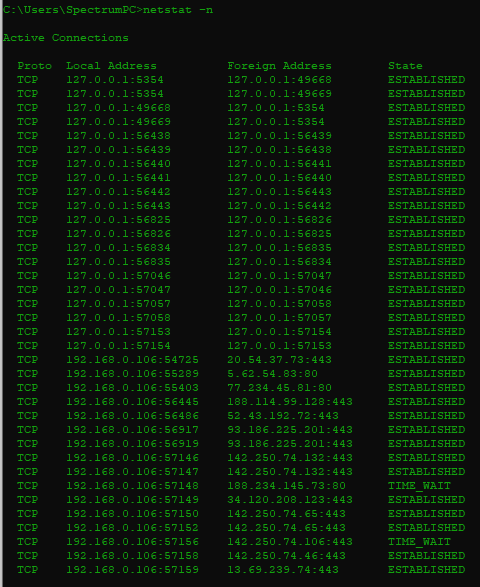 C:\Users\SpectrumPC>netstat -n
Active Connections
Proto  Local Address          Foreign Address        State
TCP    127.0.0.1:5354         127.0.0.1:49668        ESTABLISHED
TCP    127.0.0.1:5354         127.0.0.1:49669        ESTABLISHED
TCP    127.0.0.1:49668        127.0.0.1:5354         ESTABLISHED
TCP    127.0.0.1:49669        127.0.0.1:5354         ESTABLISHED
TCP    127.0.0.1:56438        127.0.0.1:56439        ESTABLISHED
TCP    127.0.0.1:56439        127.0.0.1:56438        ESTABLISHED
TCP    127.0.0.1:56440        127.0.0.1:56441        ESTABLISHED
TCP    127.0.0.1:56441        127.0.0.1:56440        ESTABLISHED
TCP    127.0.0.1:56442        127.0.0.1:56443        ESTABLISHED
TCP    127.0.0.1:56443        127.0.0.1:56442        ESTABLISHED
TCP    127.0.0.1:56825        127.0.0.1:56826        ESTABLISHED
TCP    127.0.0.1:56826        127.0.0.1:56825        ESTABLISHED
TCP    127.0.0.1:56834        127.0.0.1:56835        ESTABLISHED
TCP    127.0.0.1:56835        127.0.0.1:56834        ESTABLISHED
TCP    127.0.0.1:57046        127.0.0.1:57047        ESTABLISHED
TCP    127.0.0.1:57047        127.0.0.1:57046        ESTABLISHED
TCP    127.0.0.1:57057        127.0.0.1:57058        ESTABLISHED
TCP    127.0.0.1:57058        127.0.0.1:57057        ESTABLISHED
TCP    127.0.0.1:57153        127.0.0.1:57154        ESTABLISHED
TCP    127.0.0.1:57154        127.0.0.1:57153        ESTABLISHED
TCP    192.168.0.106:54725    20.54.37.73:443        ESTABLISHED
TCP    192.168.0.106:55289    5.62.54.83:80          ESTABLISHED
TCP    192.168.0.106:55403    77.234.45.81:80        ESTABLISHED
TCP    192.168.0.106:56445    188.114.99.128:443     ESTABLISHED
TCP    192.168.0.106:56486    52.43.192.72:443       ESTABLISHED
TCP    192.168.0.106:56917    93.186.225.201:443     ESTABLISHED
TCP    192.168.0.106:56919    93.186.225.201:443     ESTABLISHED
TCP    192.168.0.106:57146    142.250.74.132:443     ESTABLISHED
TCP    192.168.0.106:57147    142.250.74.132:443     ESTABLISHED
TCP    192.168.0.106:57148    188.234.145.73:80      TIME_WAIT
TCP    192.168.0.106:57149    34.120.208.123:443     ESTABLISHED
TCP    192.168.0.106:57150    142.250.74.65:443      ESTABLISHED
TCP    192.168.0.106:57152    142.250.74.65:443      ESTABLISHED
TCP    192.168.0.106:57156    142.250.74.106:443     TIME_WAIT
TCP    192.168.0.106:57158    142.250.74.46:443      ESTABLISHED
TCP    192.168.0.106:57159    13.69.239.74:443       ESTABLISHED